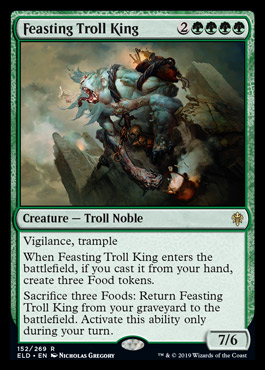 Feasting Troll King 2
Creature — Troll Noble
Vigilance, trample
When Feasting Troll King enters the
battlefield, if you cast it from your hand,
create three Food tokens.
Sacrifice three Foods: Return Feasting
Troll King from your graveyard to the
battlefield. Activate this ability only
during your turn.
7/6
152/269 R
ELD • EN Nicholas Gregory
™ & © 2019 Wizards of the Coast